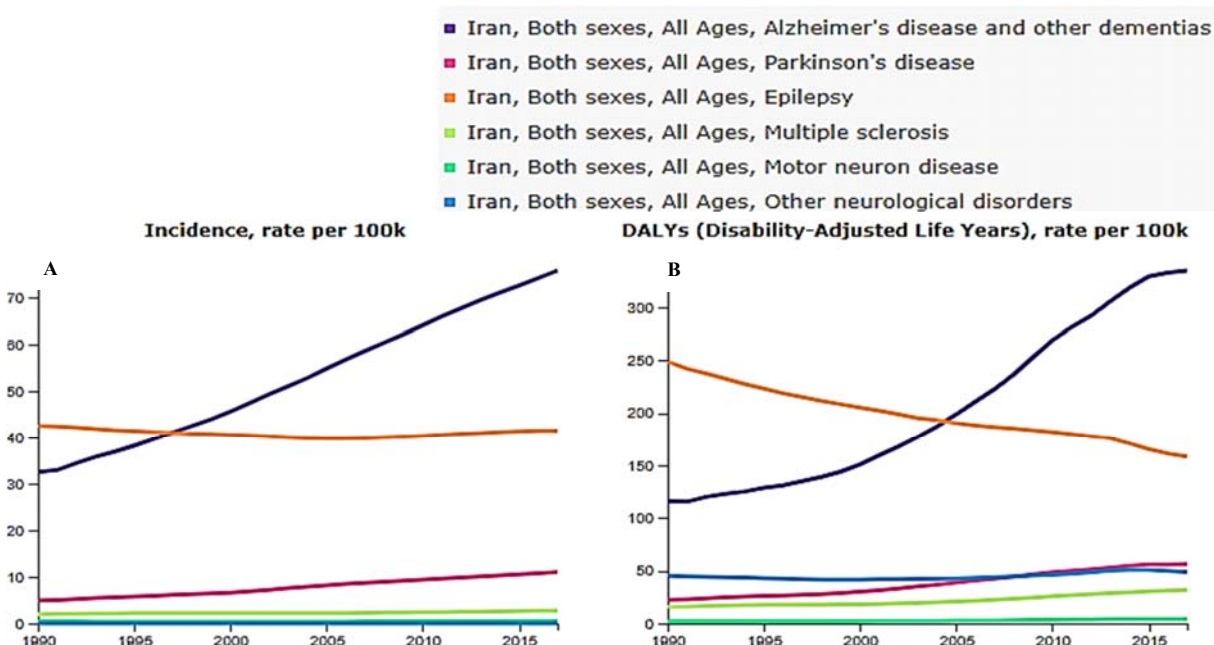 Iran, Both sexes, All Ages, Alzheimer's disease and other dementias
Iran, Both sexes, All Ages, Parkinson's disease
Iran, Both sexes, All Ages, Epilepsy
Iran, Both sexes, All Ages, Multiple sclerosis
Iran, Both sexes, All Ages, Motor neuron disease
Iran, Both sexes, All Ages, Other neurological disorders
Incidence, rate per 100k
A
70
60
50
40
30
20
10
0
1990 1995 2000 2005 2010 2015
DALYs (Disability-Adjusted Life Years), rate per 100k
B
300
250
200
150
100
50
0
1990 1995 2000 2005 2010 2015